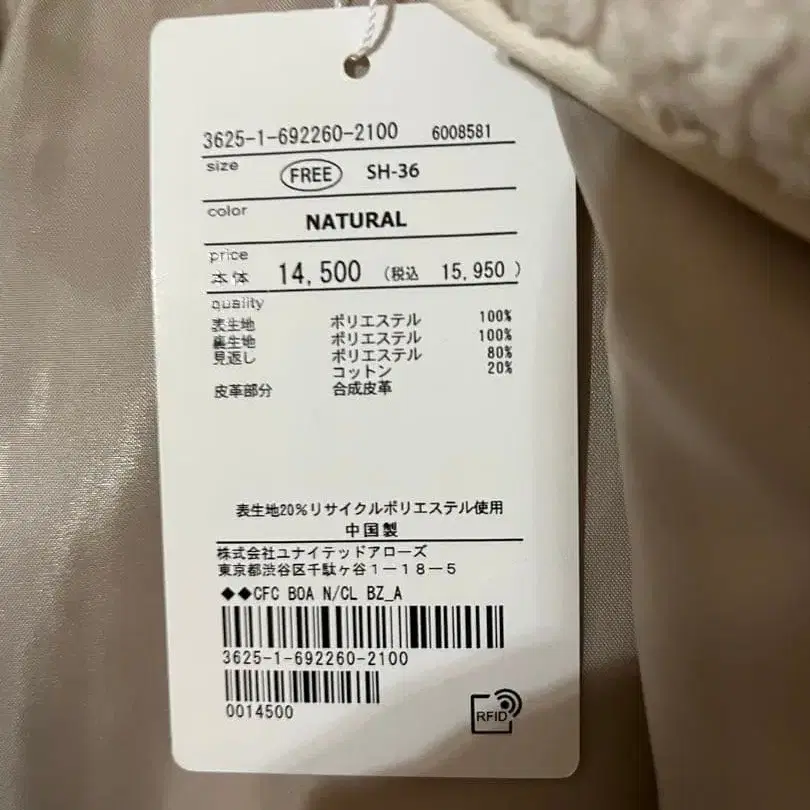 3625-1-692260-2100 6008581
size FREE SH-36
color NATURAL
price
本体 14,500 (税込 15,950 )
quality
表生地 ポリエステル 100%
裏生地 ポリエステル 100%
見返し ポリエステル 80%
コットン 20%
皮革部分 合成皮革
表生地20%リサイクルポリエステル使用
中国製
株式会社ユナイテッドアローズ
東京都渋谷区千駄ヶ谷1-18-5
◆◆CFC BOA N/CL BZ_A
3625-1-692260-2100
0014500
RFID